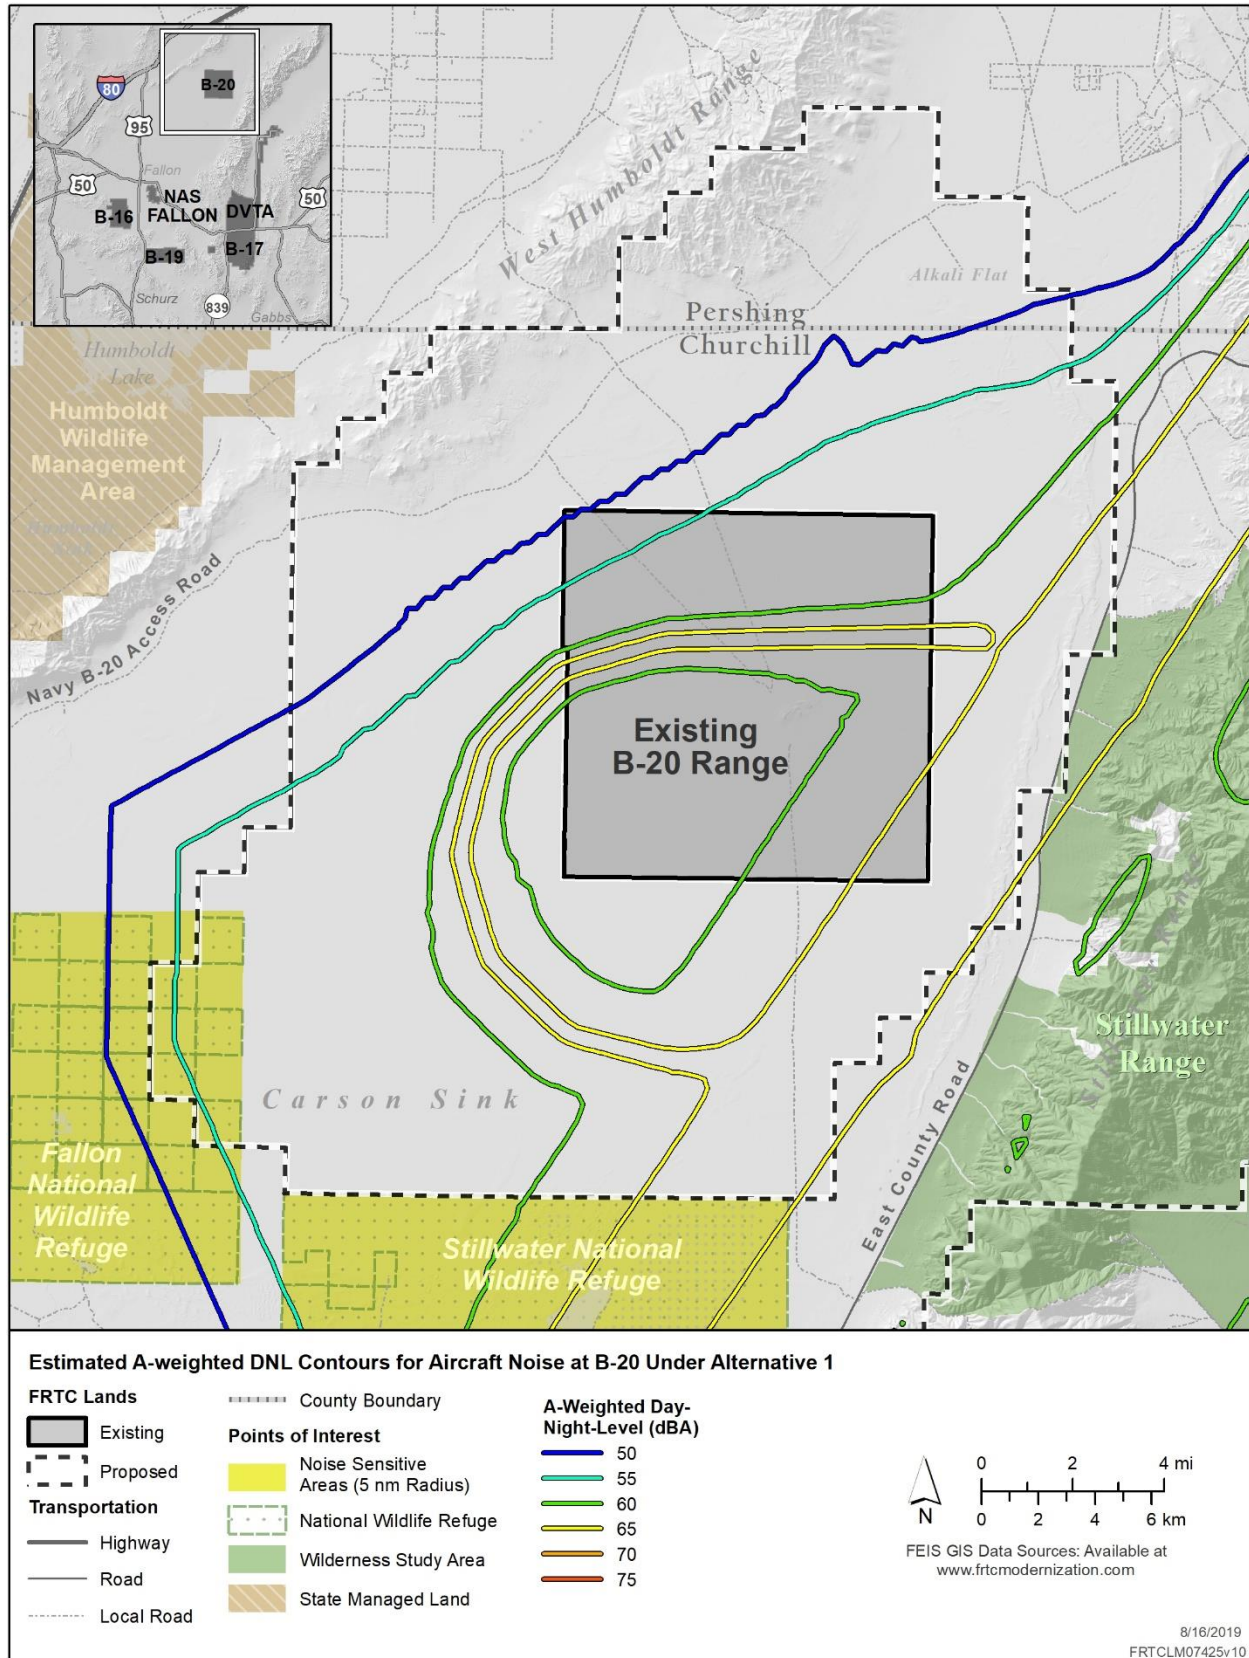 80
B-20
95
Fallon
50
NAS
FALLON
DVTA
50
B-16
B-19
B-17
Schurz
839
Gabbs
West Humboldt Range
Alkali Flat
Pershing
Churchill
Humboldt
Lake
Humboldt
Wildlife
Management
Area
Humboldt
Sink
Navy B-20 Access Road
Existing
B-20 Range
Stillwater Range
Stillwater
Range
Carson Sink
East County Road
Fallon
National
Wildlife
Refuge
Stillwater National
Wildlife Refuge
Estimated A-weighted DNL Contours for Aircraft Noise at B-20 Under Alternative 1
FRTC Lands
Existing
Proposed
Transportation
Highway
Road
Local Road
County Boundary
Points of Interest
Noise Sensitive
Areas (5 nm Radius)
National Wildlife Refuge
Wilderness Study Area
State Managed Land
A-Weighted Day-
Night-Level (dBA)
50
55
60
65
70
75
N
0 2 4 mi
0 2 4 6 km
FEIS GIS Data Sources: Available at
www.frtcmodernization.com
8/16/2019
FRTCLM07425v10